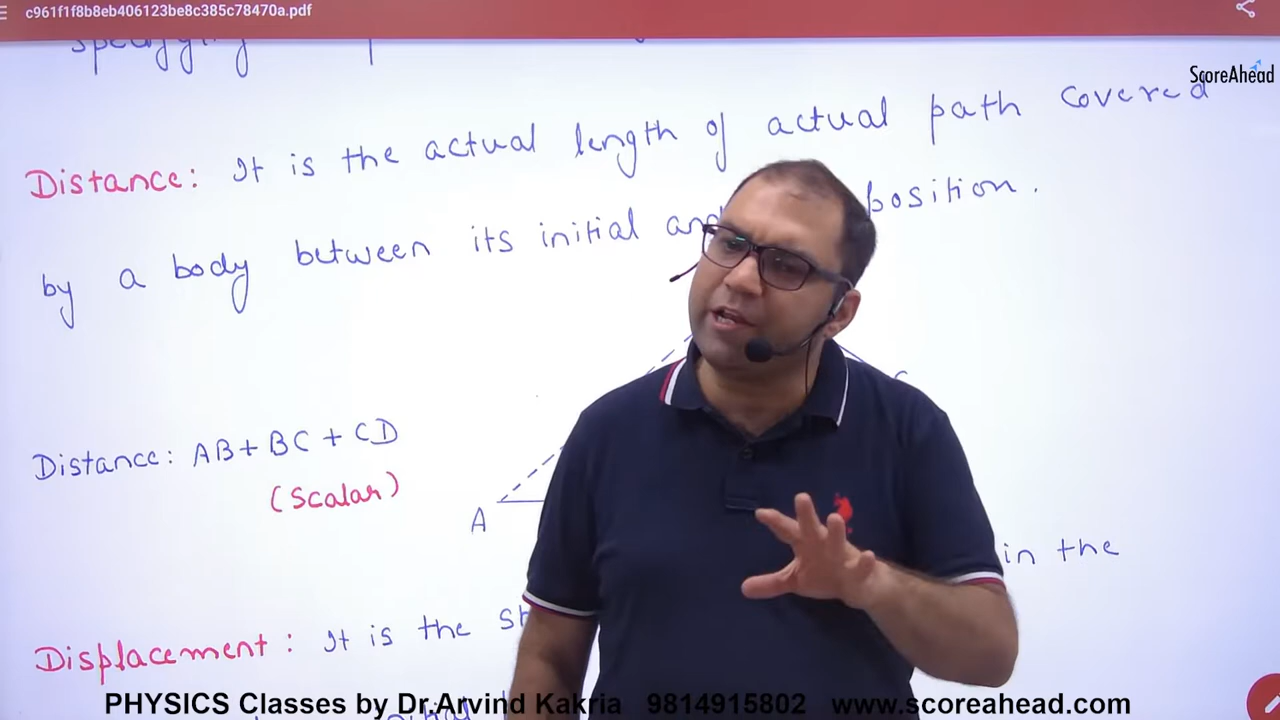 c961f1f8b8eb406123be8c385c78470a.pdf
ScoreAhead
Distance: It is the actual length of actual path covered
by a body between its initial and position.
Distance: AB + BC + CD
(Scalar)
A
in the
Displacement: It is the
PHYSICS Classes by Dr.Arvind Kakria 9814915802 www.scoreahead.com